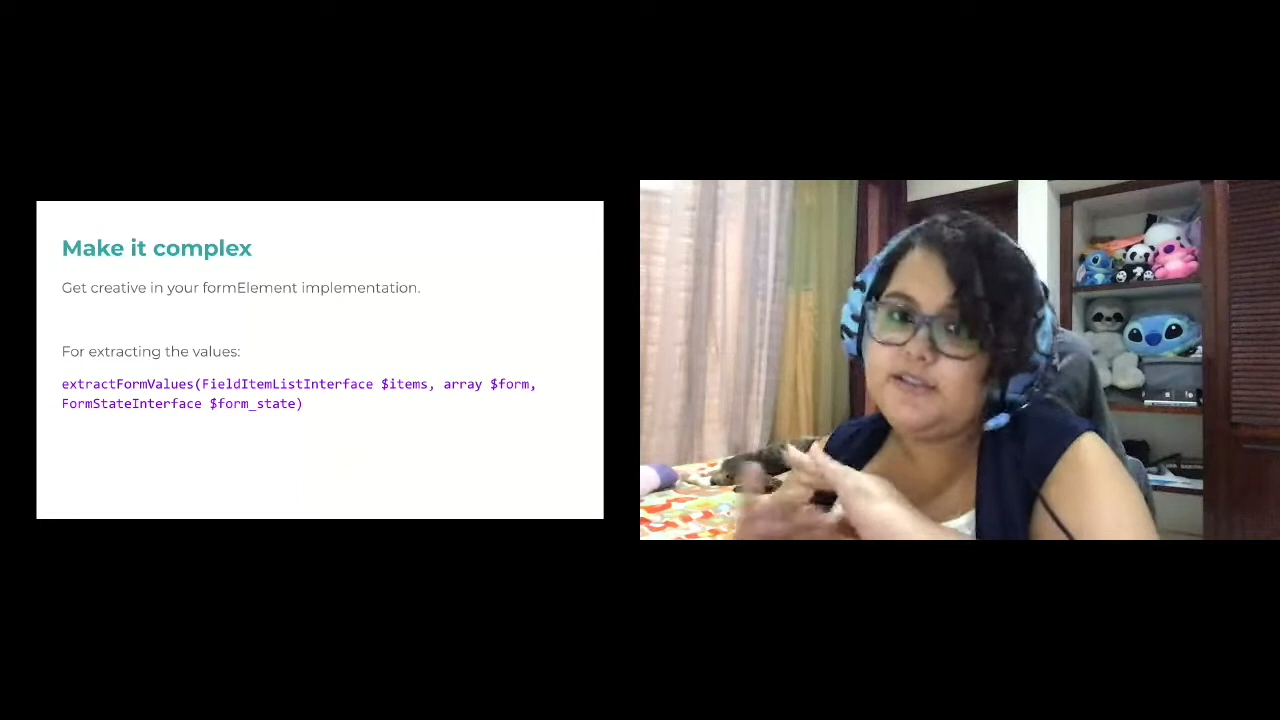 Make it complex
Get creative in your formElement implementation.
For extracting the values:
extractFormValues(FieldItemListInterface $items, array $form,
FormStateInterface $form_state)